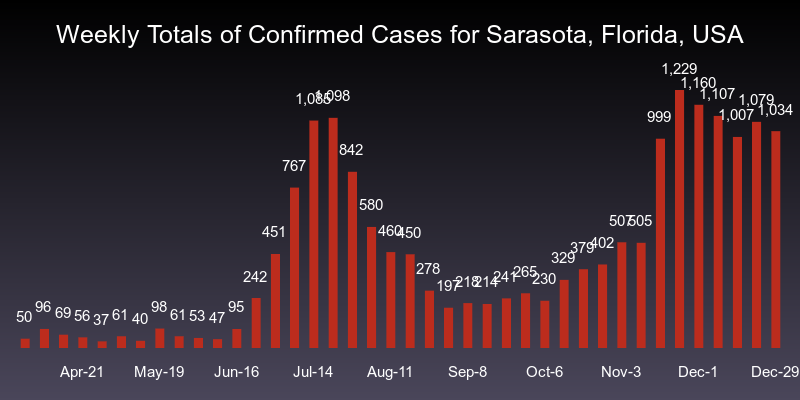 Weekly Totals of Confirmed Cases for Sarasota, Florida, USA
50 96 69 56 37 61 40 98 61 53 47 95 242 451 767 1,085 1,098 842 580 460 450 278 197 218 214 241 265 230 329 379 402 507 505 999 1,229 1,160 1,107 1,007 1,079 1,034
Apr-21 May-19 Jun-16 Jul-14 Aug-11 Sep-8 Oct-6 Nov-3 Dec-1 Dec-29